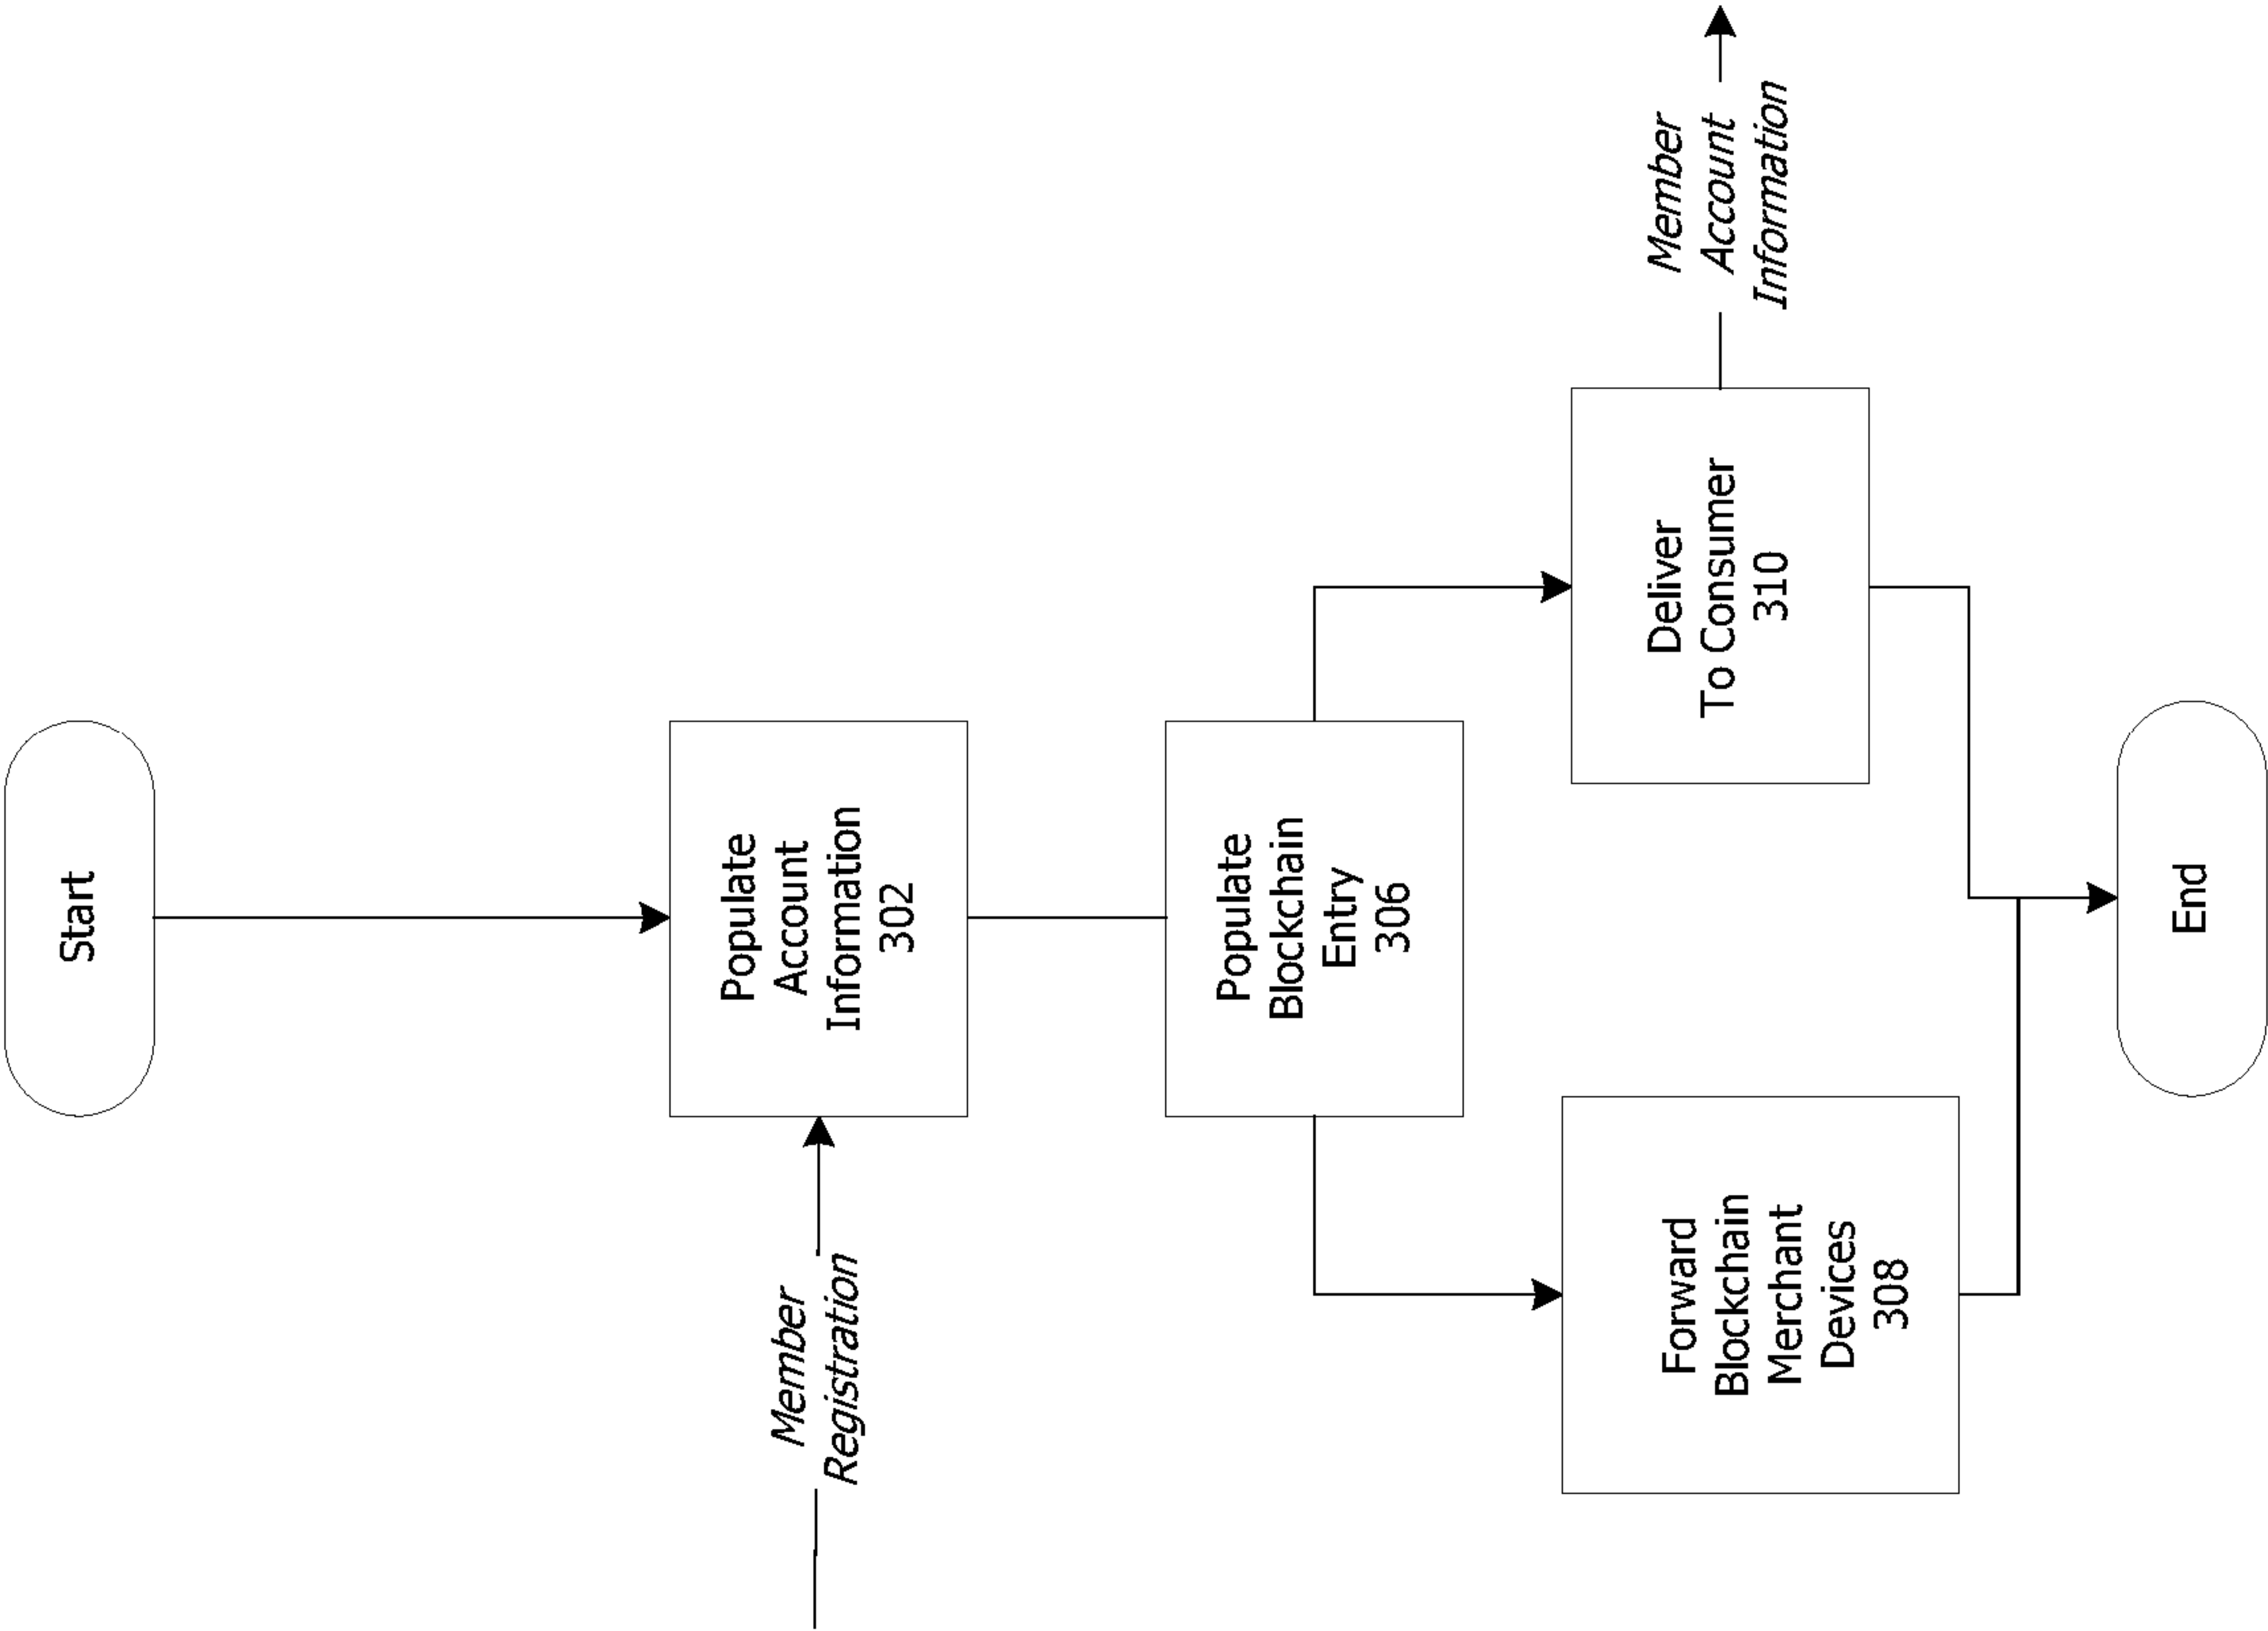 Start
Member
Registration
Populate
Account
Information
302
Populate
Blockchain
Entry
306
Forward
Blockchain
Merchant
Devices
308
Deliver
To Consumer
310
Member
Account
Information
End